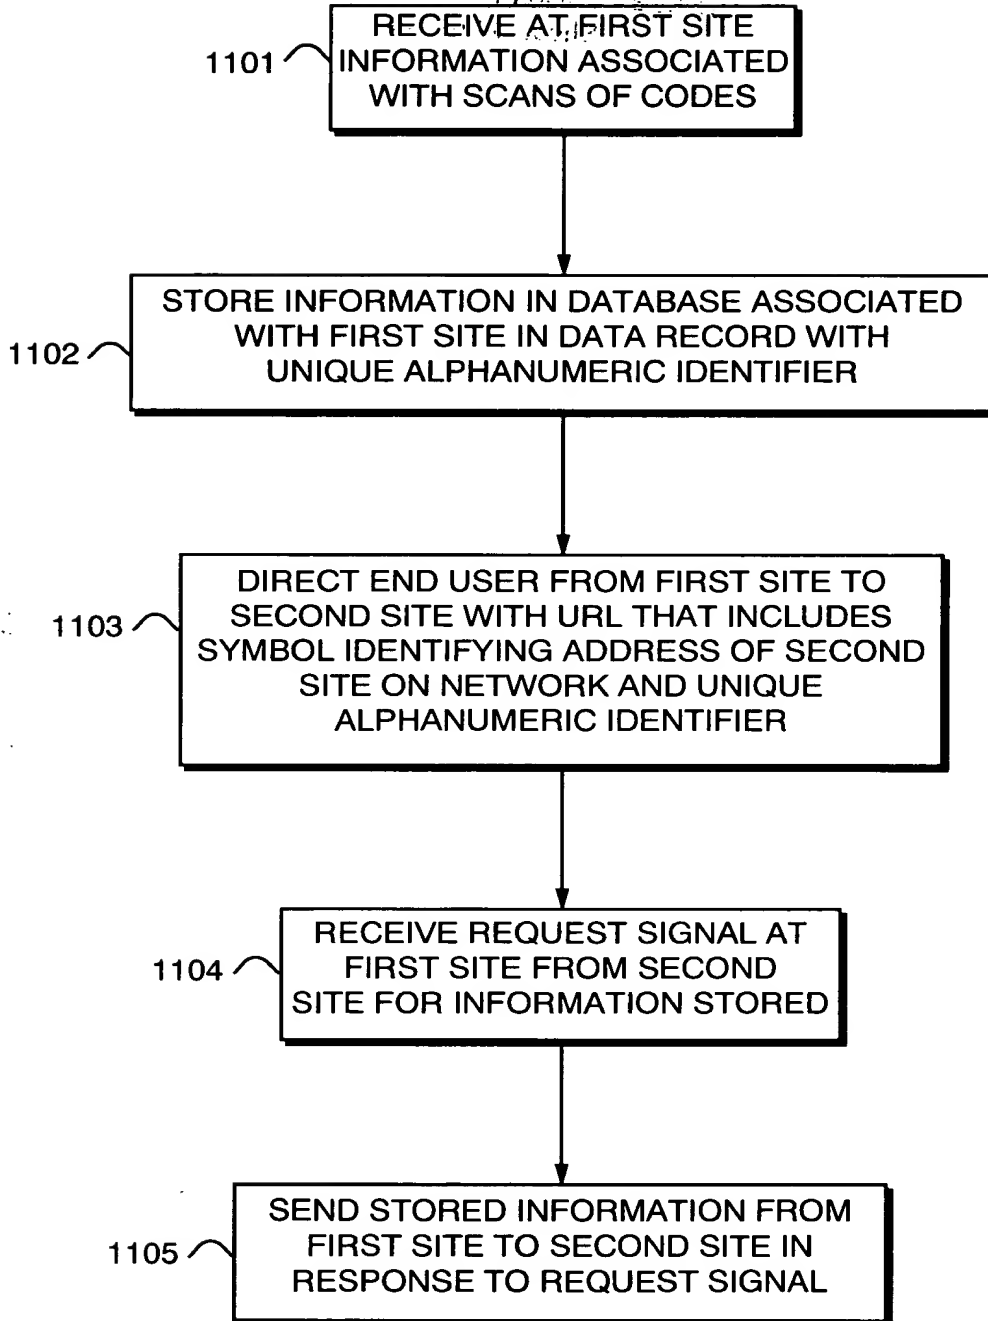 RECEIVE AT FIRST SITE
INFORMATION ASSOCIATED
WITH SCANS OF CODES
1101
STORE INFORMATION IN DATABASE ASSOCIATED
WITH FIRST SITE IN DATA RECORD WITH
UNIQUE ALPHANUMERIC IDENTIFIER
1102
DIRECT END USER FROM FIRST SITE TO
SECOND SITE WITH URL THAT INCLUDES
SYMBOL IDENTIFYING ADDRESS OF SECOND
SITE ON NETWORK AND UNIQUE
ALPHANUMERIC IDENTIFIER
1103
RECEIVE REQUEST SIGNAL AT
FIRST SITE FROM SECOND
SITE FOR INFORMATION STORED
1104
SEND STORED INFORMATION FROM
FIRST SITE TO SECOND SITE IN
RESPONSE TO REQUEST SIGNAL
1105